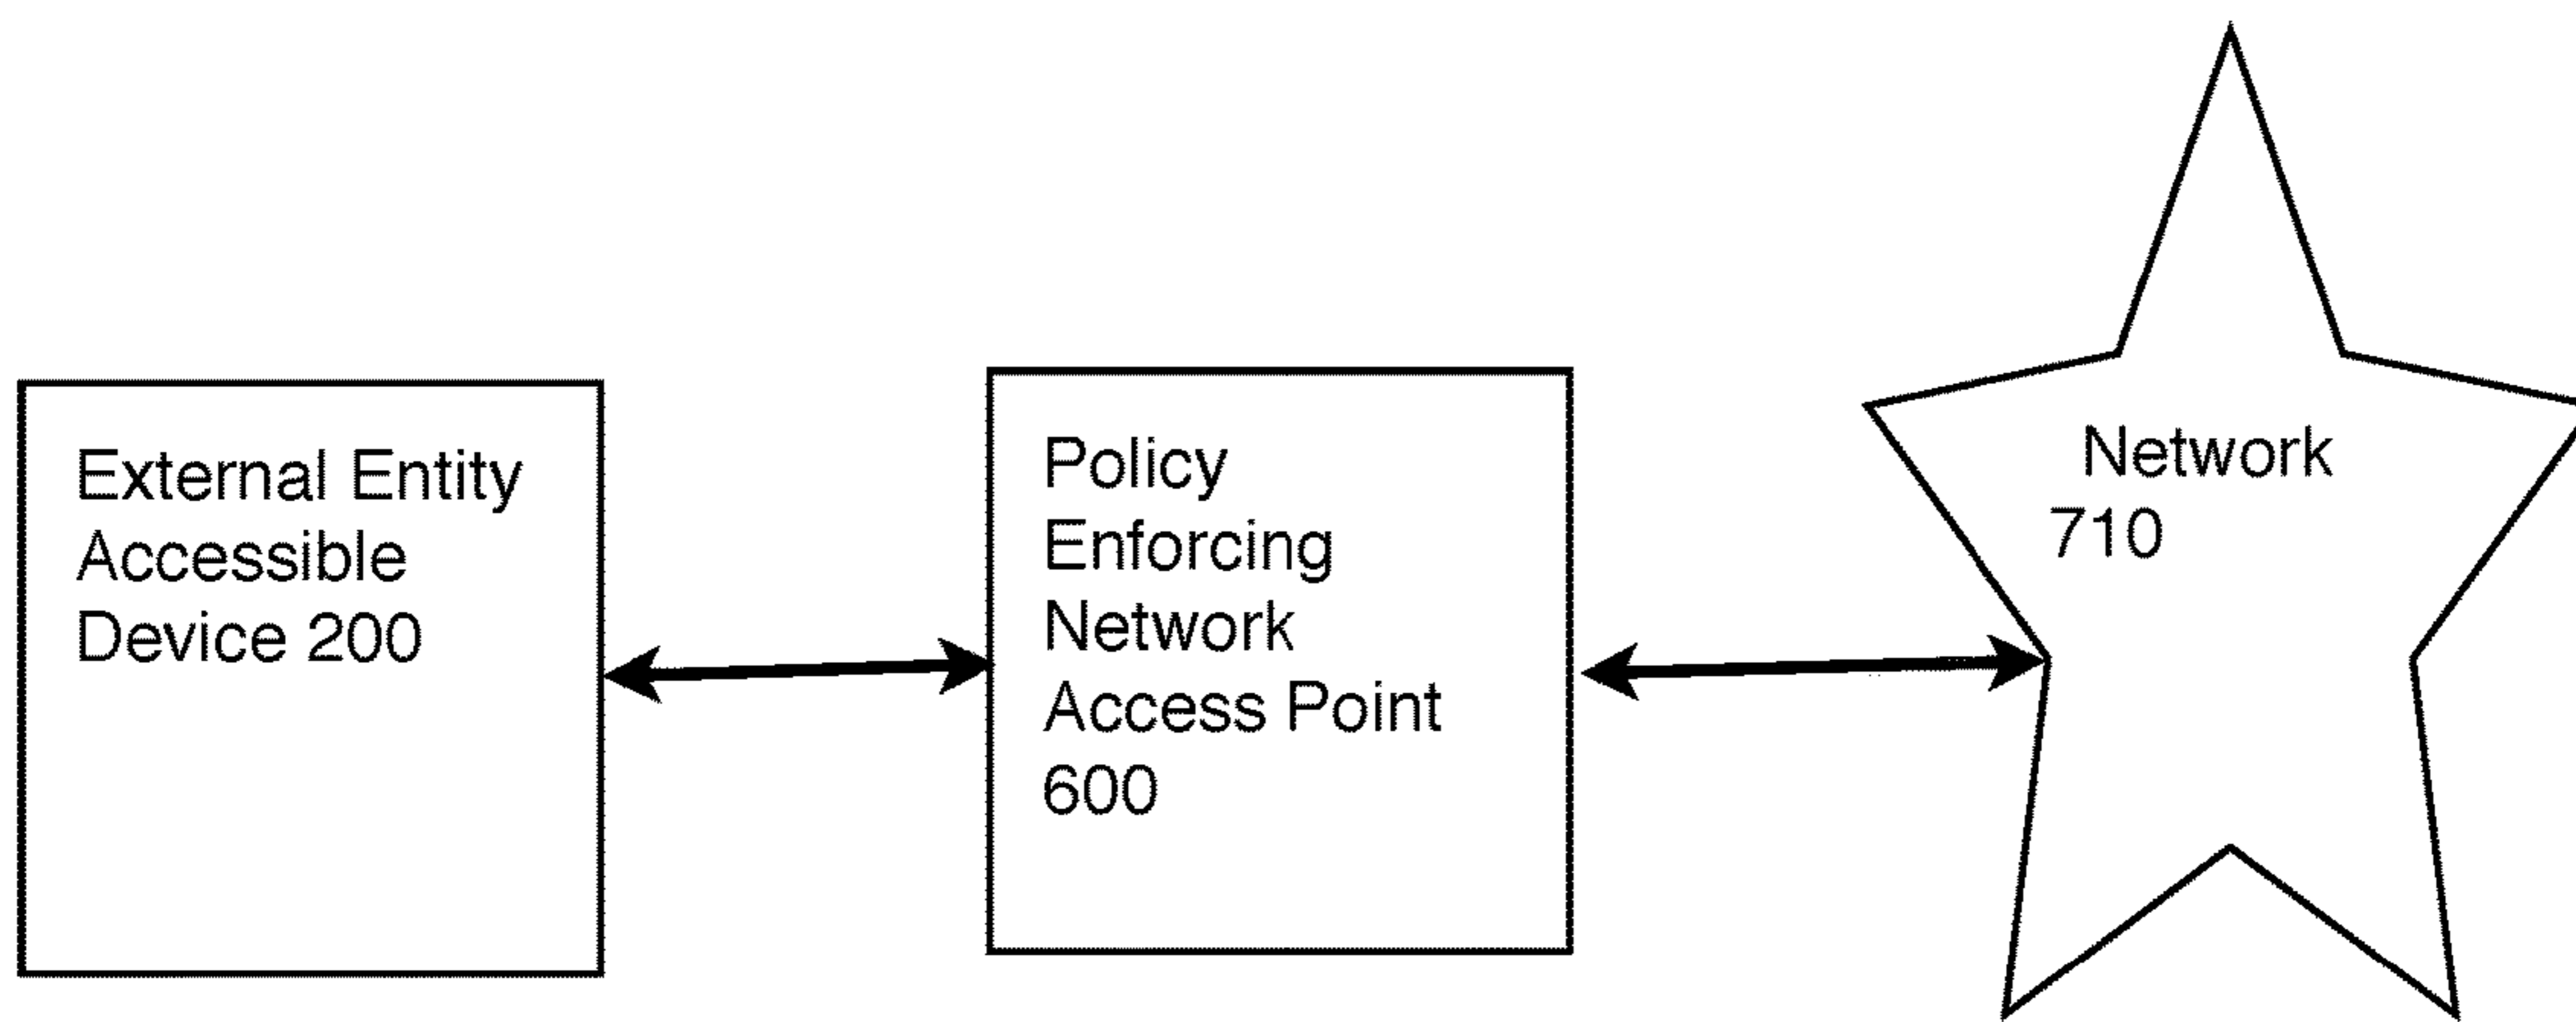 External Entity
Accessible
Device 200
Policy
Enforcing
Network
Access Point
600
Network
710